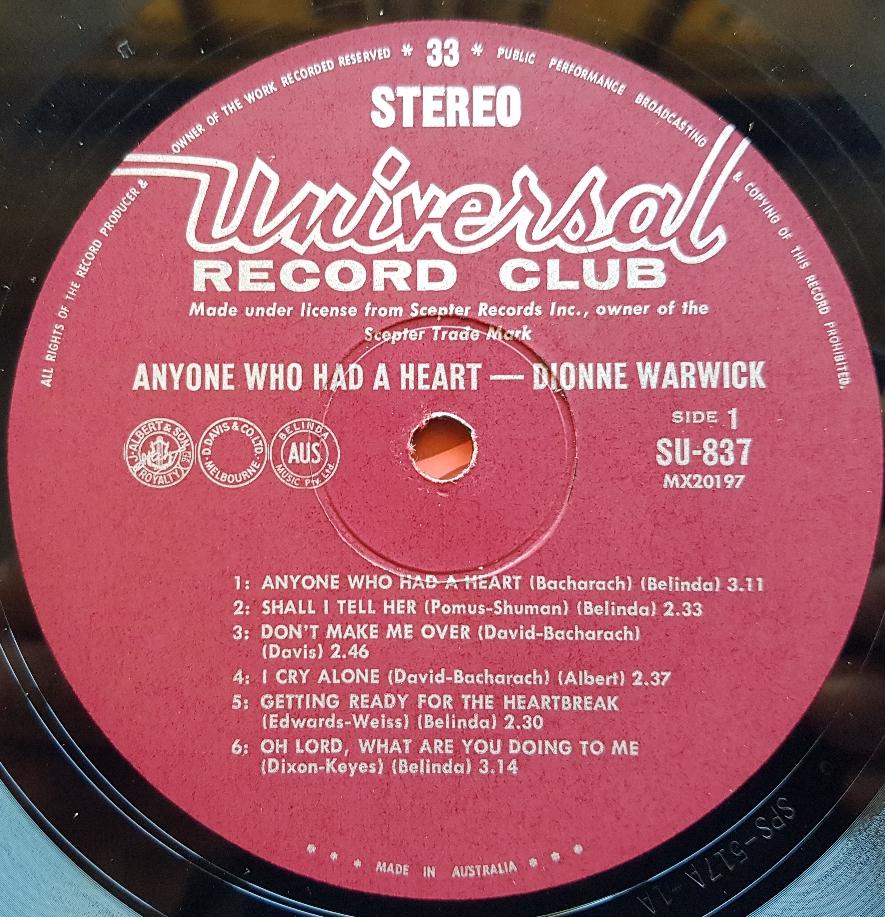 ALL RIGHTS OF THE RECORD PRODUCER & OWNER OF THE WORK RECORDED RESERVED * 33 * PUBLIC PERFORMANCE BROADCASTING & COPYING OF THIS RECORD PROHIBITED.
STEREO
Universal
RECORD CLUB
Made under license from Scepter Records Inc., owner of the
Scepter Trade Mark
ANYONE WHO HAD A HEART — DIONNE WARWICK
J. ALBERT & SON ROYALTY
D. DAVIS & CO. LTD. MELBOURNE
BELINDA AUS MUSIC Pty. Ltd.
SIDE 1
SU-837
MX20197
1: ANYONE WHO HAD A HEART (Bacharach) (Belinda) 3.11
2: SHALL I TELL HER (Pomus-Shuman) (Belinda) 2.33
3: DON'T MAKE ME OVER (David-Bacharach)
(Davis) 2.46
4: I CRY ALONE (David-Bacharach) (Albert) 2.37
5: GETTING READY FOR THE HEARTBREAK
(Edwards-Weiss) (Belinda) 2.30
6: OH LORD, WHAT ARE YOU DOING TO ME
(Dixon-Keyes) (Belinda) 3.14
* * * MADE IN AUSTRALIA * * *
SPS-517A-1A